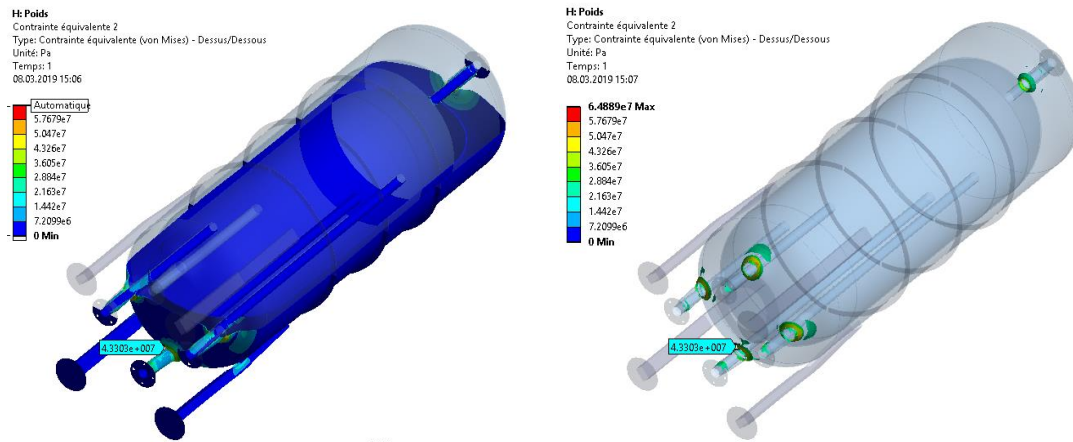 H: Poids
Contrainte équivalente 2
Type: Contrainte équivalente (von Mises) - Dessus/Dessous
Unité: Pa
Temps: 1
08.03.2019 15:06
Automatique
5.7679e7
5.047e7
4.326e7
3.605e7
2.884e7
2.163e7
1.442e7
7.2099e6
0 Min
4.3303e+007
H: Poids
Contrainte équivalente 2
Type: Contrainte équivalente (von Mises) - Dessus/Dessous
Unité: Pa
Temps: 1
08.03.2019 15:07
6.4889e7 Max
5.7679e7
5.047e7
4.326e7
3.605e7
2.884e7
2.163e7
1.442e7
7.2099e6
0 Min
4.3303e+007